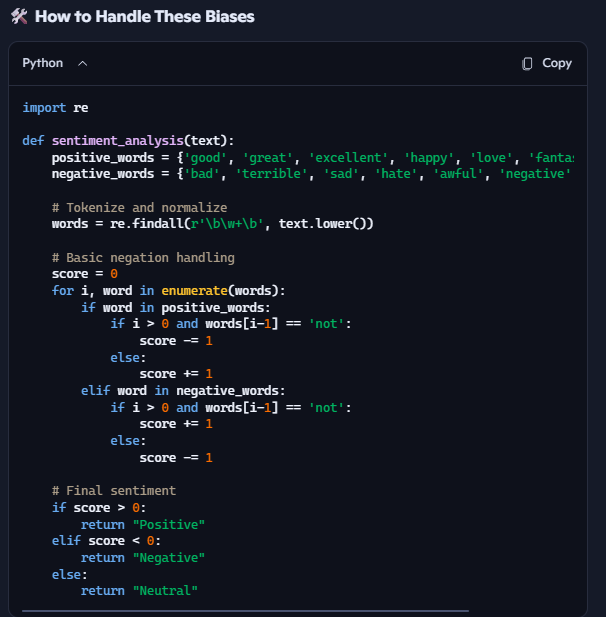 🛠 How to Handle These Biases
Python
Copy
import re
def sentiment_analysis(text):
    positive_words = {'good', 'great', 'excellent', 'happy', 'love', 'fantas
    negative_words = {'bad', 'terrible', 'sad', 'hate', 'awful', 'negative'
    # Tokenize and normalize
    words = re.findall(r'\b\w+\b', text.lower())
    # Basic negation handling
    score = 0
    for i, word in enumerate(words):
        if word in positive_words:
            if i > 0 and words[i-1] == 'not':
                score -= 1
            else:
                score += 1
        elif word in negative_words:
            if i > 0 and words[i-1] == 'not':
                score += 1
            else:
                score -= 1
    # Final sentiment
    if score > 0:
        return "Positive"
    elif score < 0:
        return "Negative"
    else:
        return "Neutral"